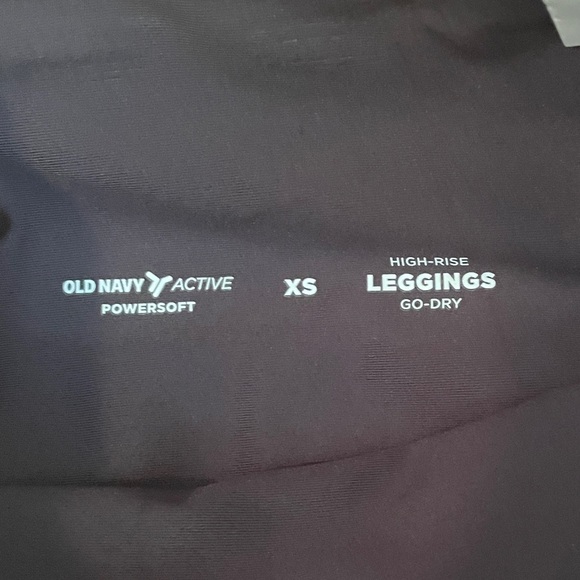 OLD NAVY ACTIVE
POWERSOFT
XS
HIGH-RISE
LEGGINGS
GO-DRY